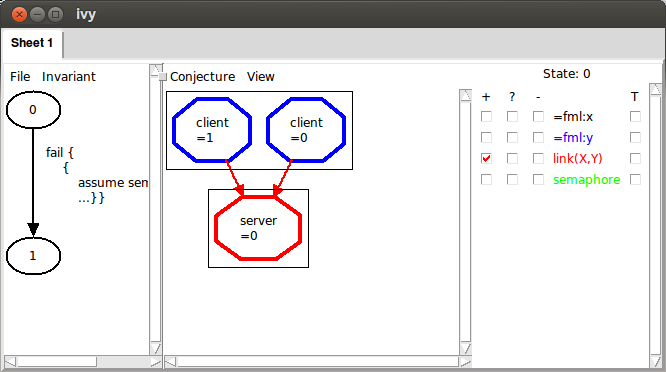 ivy
Sheet 1
File Invariant
0
fail {
{
assume sem
...}}
1
Conjecture View
client
=1
client
=0
server
=0
State: 0
+ ? - T
=fml:x
=fml:y
link(X,Y)
semaphore